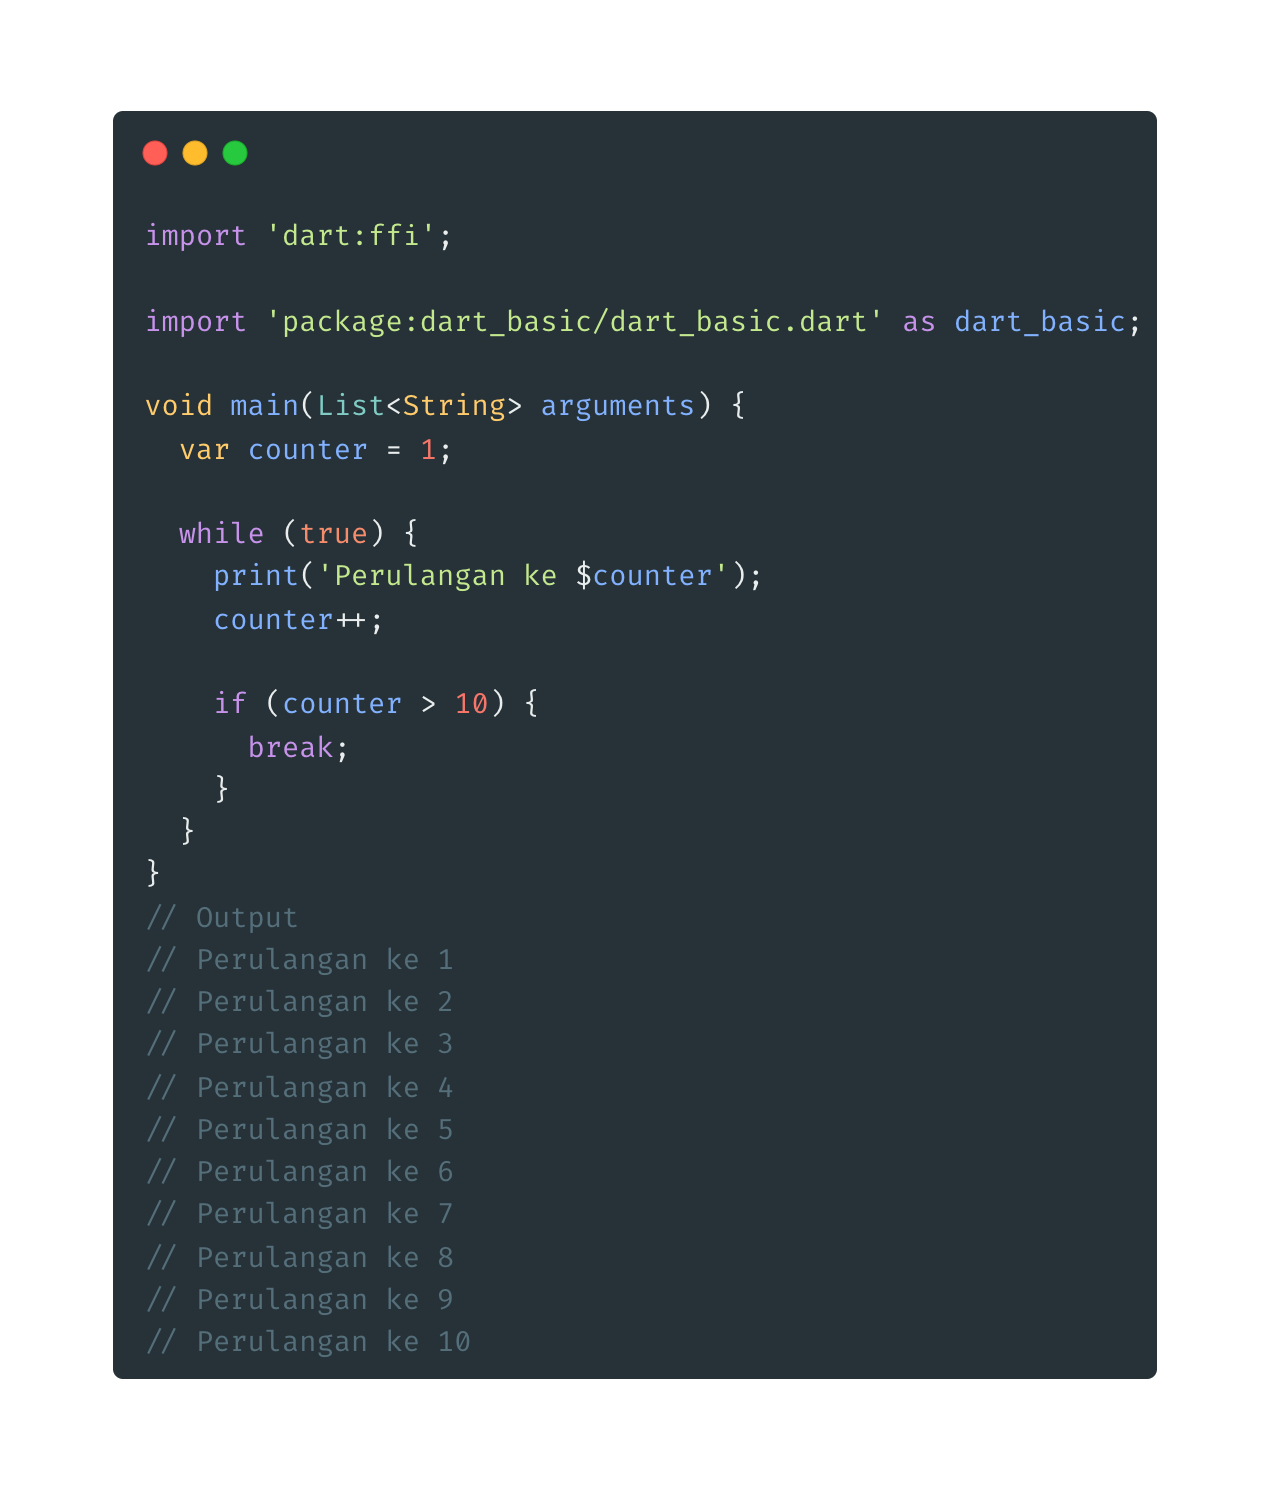 import 'dart:ffi';
import 'package:dart_basic/dart_basic.dart' as dart_basic;
void main(List<String> arguments) {
  var counter = 1;
  while (true) {
    print('Perulangan ke $counter');
    counter++;
    if (counter > 10) {
      break;
    }
  }
}
// Output
// Perulangan ke 1
// Perulangan ke 2
// Perulangan ke 3
// Perulangan ke 4
// Perulangan ke 5
// Perulangan ke 6
// Perulangan ke 7
// Perulangan ke 8
// Perulangan ke 9
// Perulangan ke 10